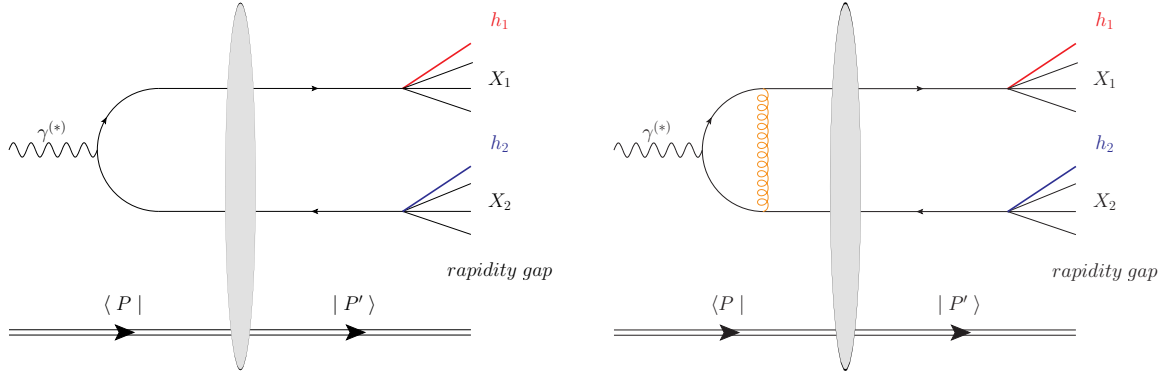 h₁
X₁
γ⁽*⁾
h₂
X₂
rapidity gap
⟨ P |
| P′ ⟩
h₁
X₁
γ⁽*⁾
h₂
X₂
rapidity gap
⟨ P |
| P′ ⟩